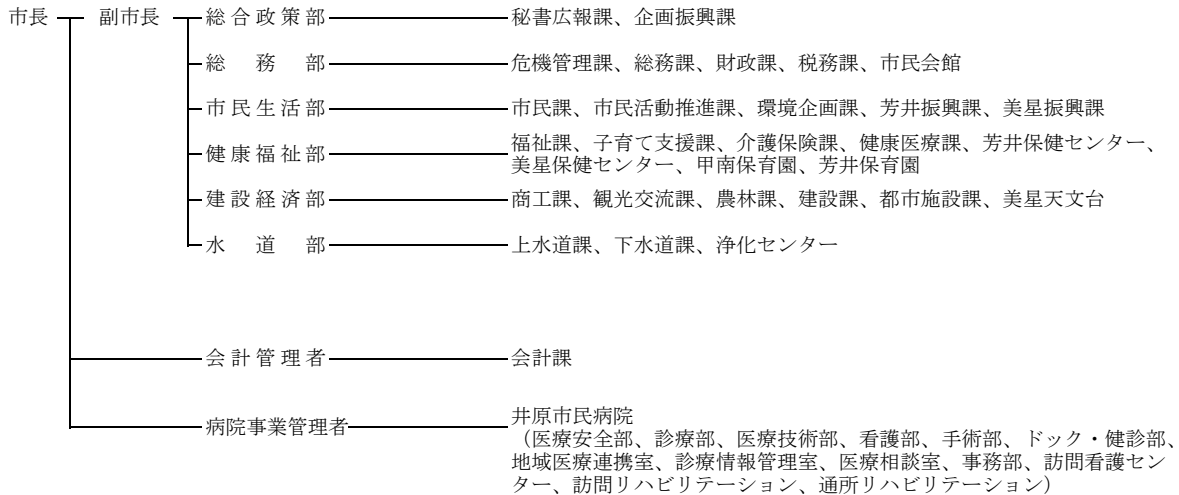 市長 副市長 総合政策部 秘書広報課、企画振興課
総務部 危機管理課、総務課、財政課、税務課、市民会館
市民生活部 市民課、市民活動推進課、環境企画課、芳井振興課、美星振興課
健康福祉部 福祉課、子育て支援課、介護保険課、健康医療課、芳井保健センター、
美星保健センター、甲南保育園、芳井保育園
建設経済部 商工課、観光交流課、農林課、建設課、都市施設課、美星天文台
水道部 上水道課、下水道課、浄化センター
会計管理者 会計課
病院事業管理者 井原市民病院
（医療安全部、診療部、医療技術部、看護部、手術部、ドック・健診部、
地域医療連携室、診療情報管理室、医療相談室、事務部、訪問看護セン
ター、訪問リハビリテーション、通所リハビリテーション）